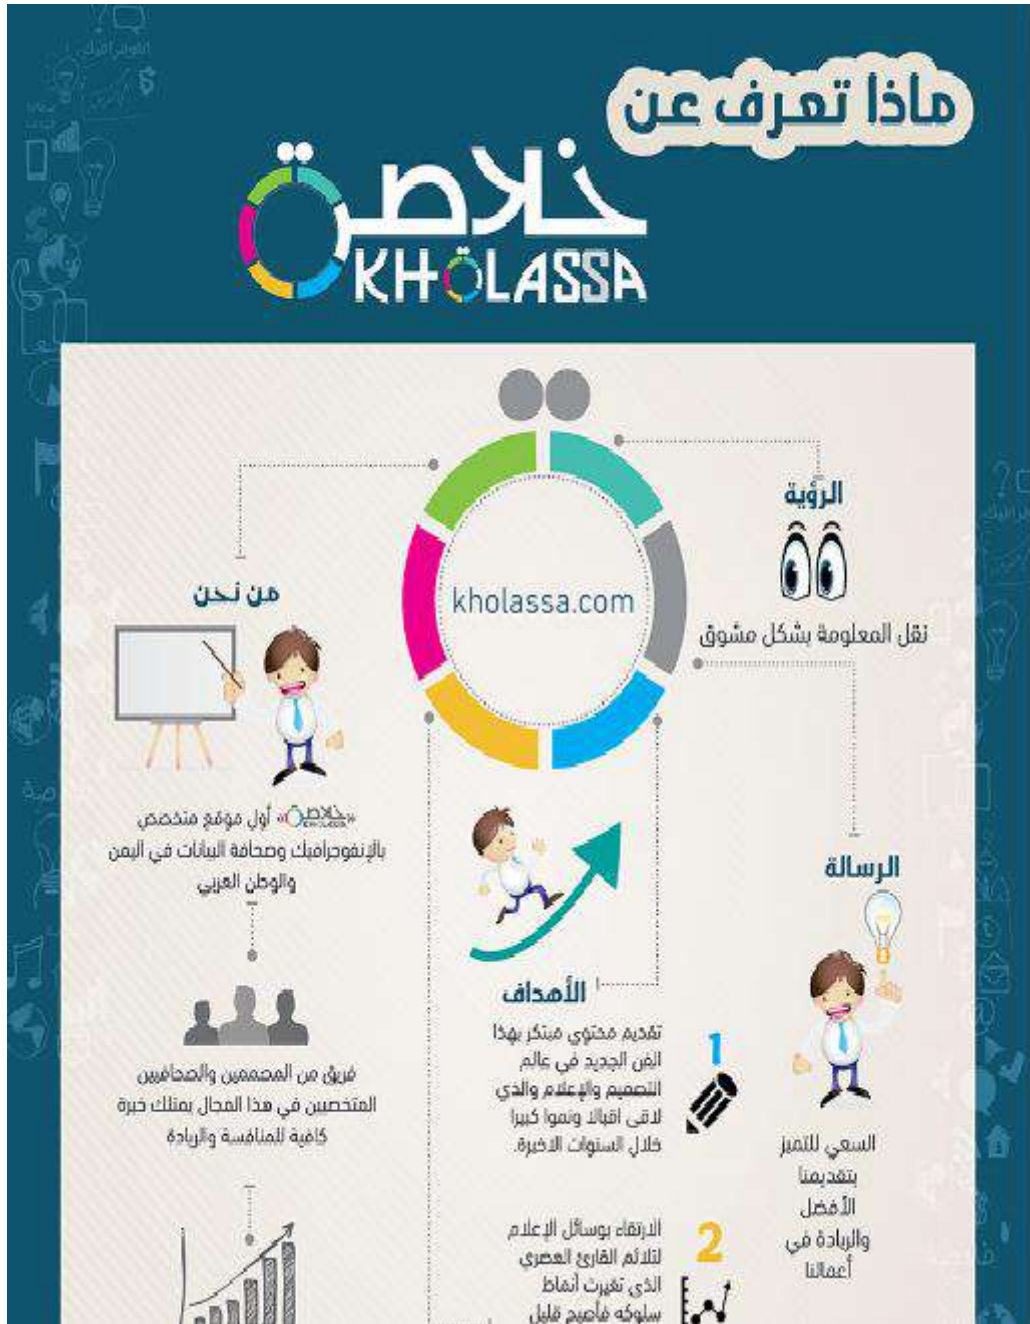 ماذا تعرف عن
خلاصة
KHOLASSA
kholassa.com
الرؤية
نقل المعلومة بشكل مشوق
من نحن
«خلاصة» أول موقع متخصص
بالإنفوجرافيك وصحافة البيانات في اليمن
والوطن العربي
فريق من المصممين والصحافيين
المتخصيين في هذا المجال يمتلك خبرة
كافية للمنافسة والريادة
الرسالة
السعي للتميز
بتقديمنا
الأفضل
والريادة في
أعمالنا
الأهداف
1
تقديم محتوي مبتكر بهذا
الفن الجديد في عالم
التصميم والإعلام والذي
لاقى اقبالا ونموا كبيرا
خلال السنوات الاخيرة.
2
الارتقاء بوسائل الإعلام
لتلائم القارئ العصري
الذي تغيرت أنماط
سلوكه فأصبح قليل